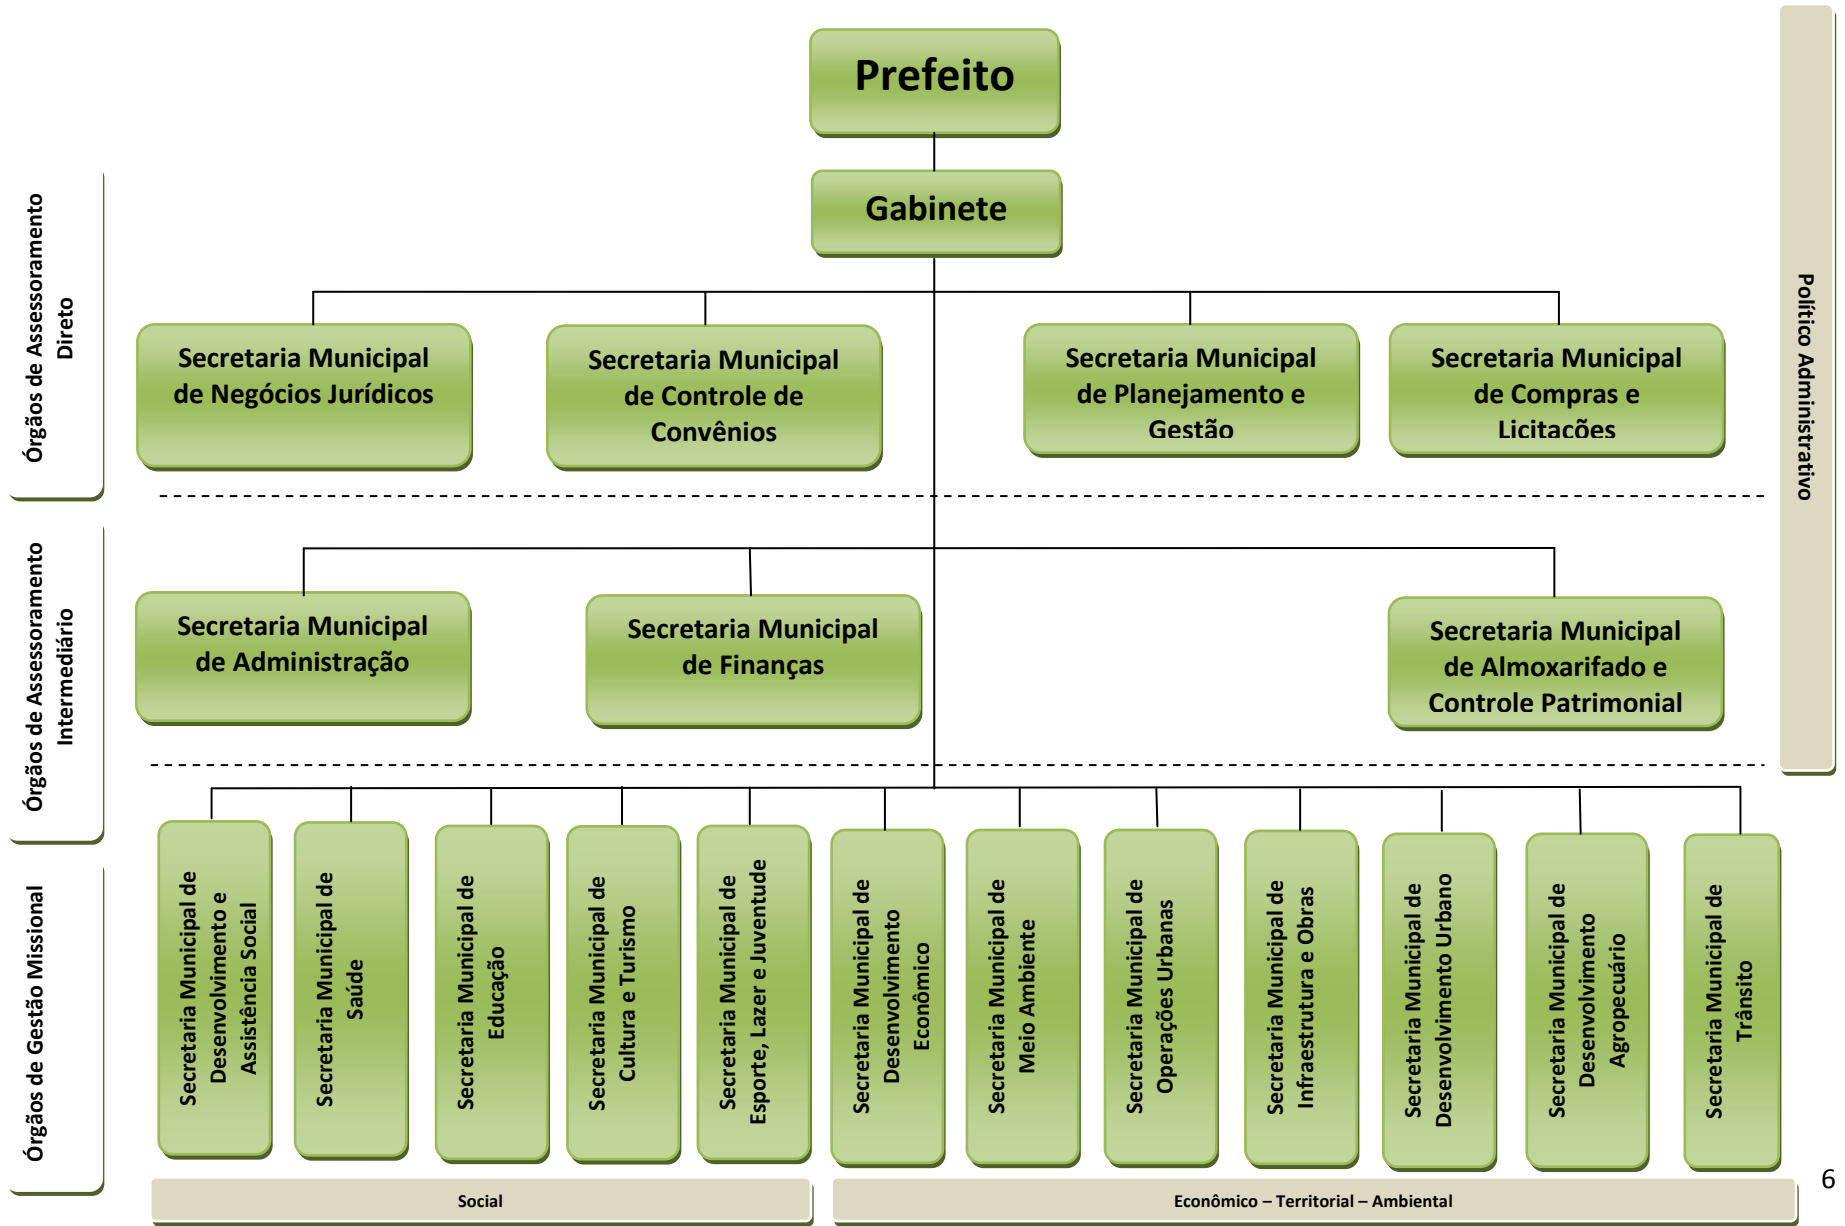 Prefeito
Gabinete
Político Administrativo
Órgãos de Assessoramento
Direto
Secretaria Municipal
de Negócios Jurídicos
Secretaria Municipal
de Controle de
Convênios
Secretaria Municipal
de Planejamento e
Gestão
Secretaria Municipal
de Compras e
Licitações
Órgãos de Assessoramento
Intermediário
Secretaria Municipal
de Administração
Secretaria Municipal
de Finanças
Secretaria Municipal
de Almoxarifado e
Controle Patrimonial
Órgãos de Gestão Missional
Secretaria Municipal de
Desenvolvimento e
Assistência Social
Secretaria Municipal de
Saúde
Secretaria Municipal de
Educação
Secretaria Municipal de
Cultura e Turismo
Secretaria Municipal de
Esporte, Lazer e Juventude
Secretaria Municipal de
Desenvolvimento
Econômico
Secretaria Municipal de
Meio Ambiente
Secretaria Municipal de
Operações Urbanas
Secretaria Municipal de
Infraestrutura e Obras
Secretaria Municipal de
Desenvolvimento Urbano
Secretaria Municipal de
Desenvolvimento
Agropecuário
Secretaria Municipal de
Trânsito
Social
Econômico – Territorial – Ambiental
6